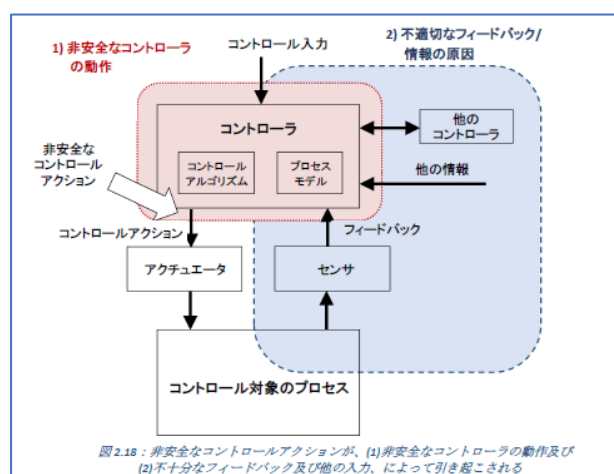 コントロール入力
1) 非安全なコントローラ
の動作
2) 不適切なフィードバック/
情報の原因
コントローラ
他の
コントローラ
非安全な
コントロール
アクション
コントロール
アルゴリズム
プロセス
モデル
他の情報
コントロールアクション
フィードバック
アクチュエータ
センサ
コントロール対象のプロセス
図 2.18：非安全なコントロールアクションが、(1)非安全なコントローラの動作及び
(2)不十分なフィードバック及び他の入力、によって引き起こされる